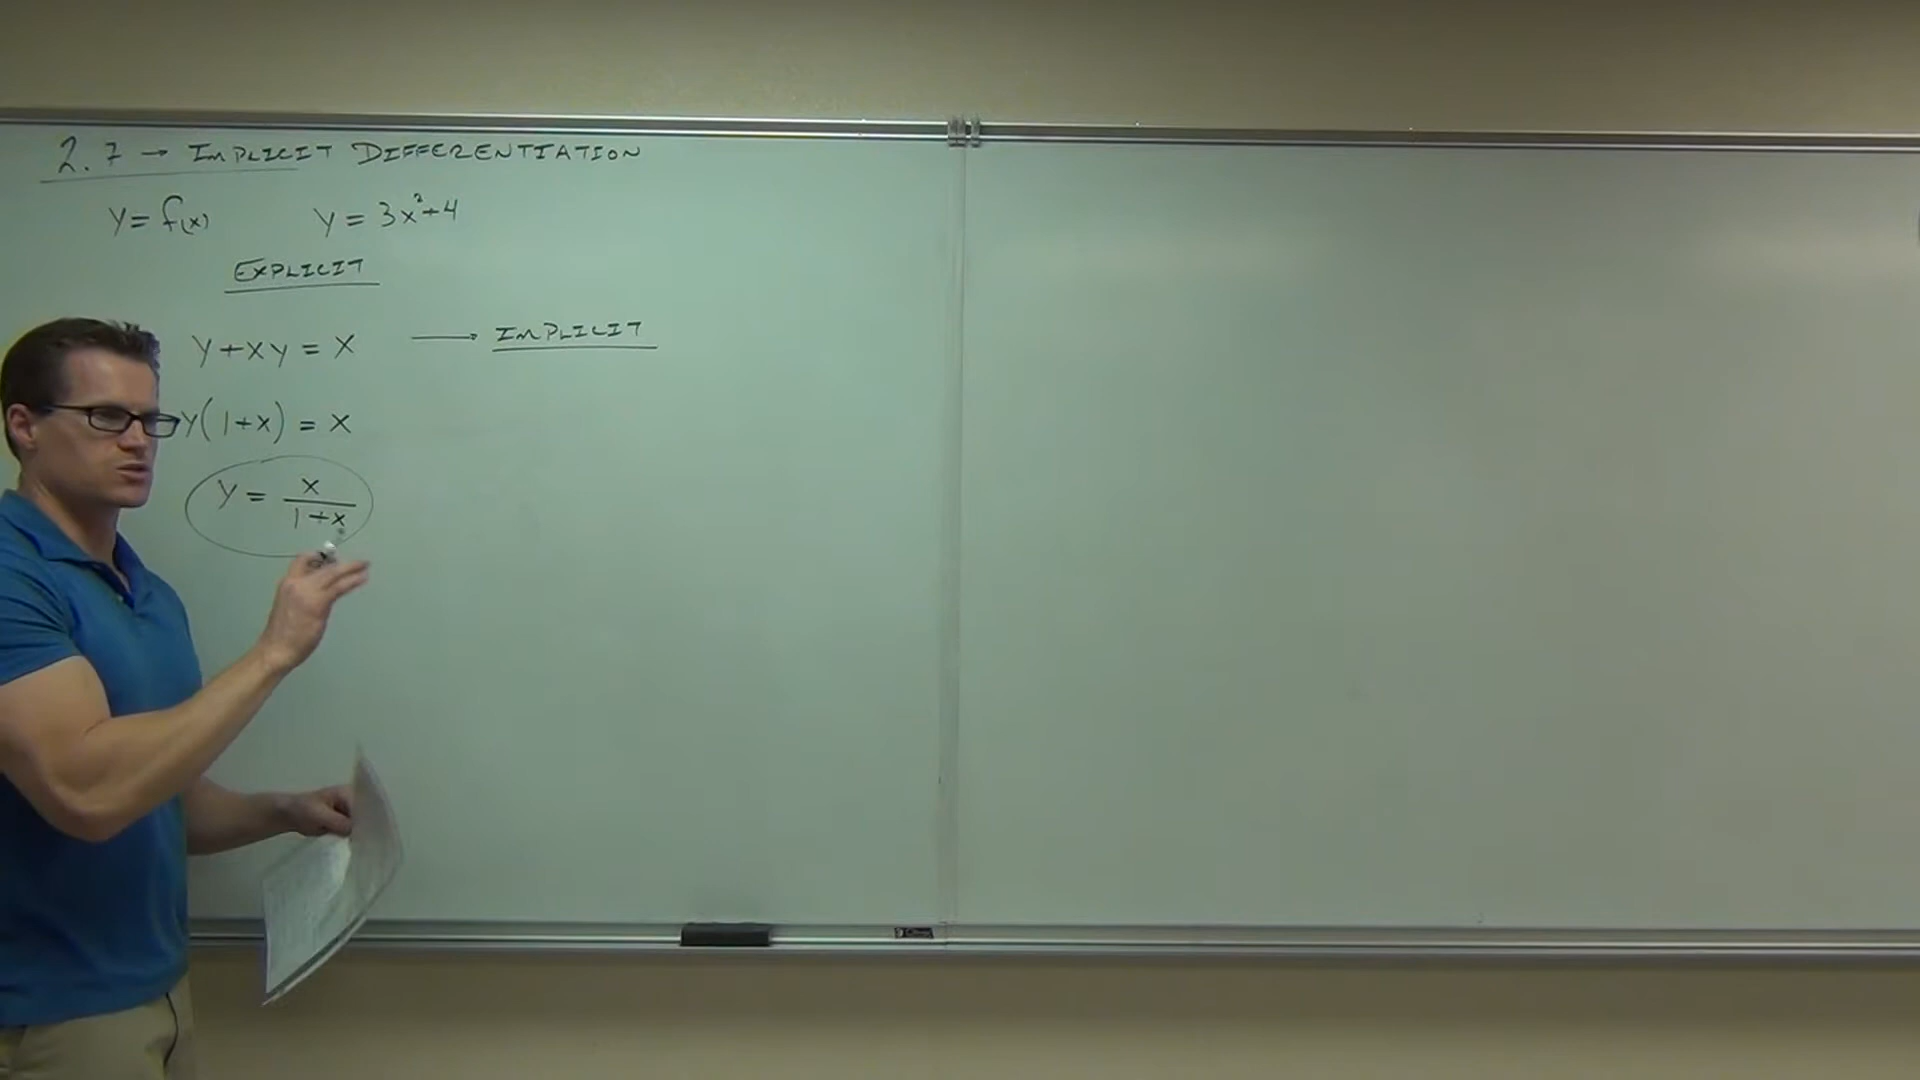 2.7 → IMPLICIT DIFFERENTIATION
y = f(x) y = 3x²+4
EXPLICIT
y+xy = x → IMPLICIT
y(1+x) = x
y = x/(1+x)